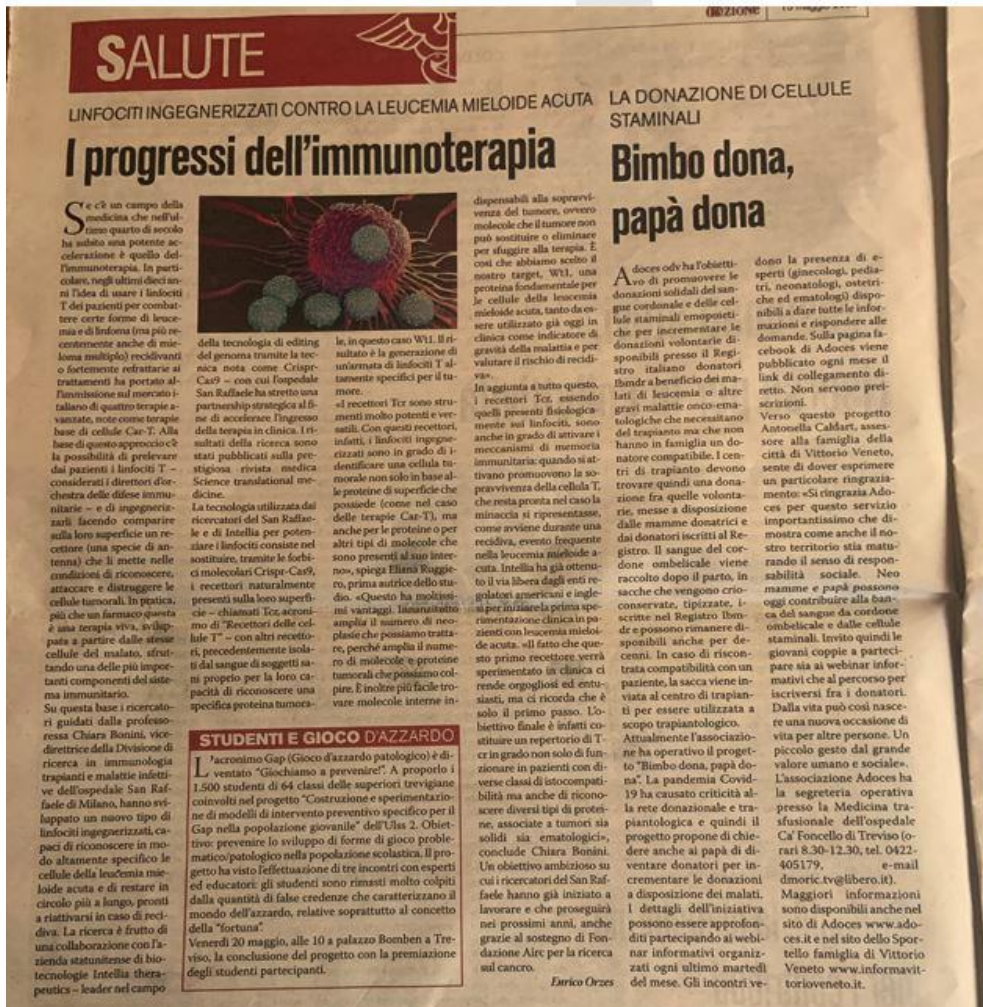 SALUTE
LINFOCITI INGEGNERIZZATI CONTRO LA LEUCEMIA MIELOIDE ACUTA
I progressi dell'immunoterapia
Se c'è un campo della
medicina che nell'ul-
timo quarto di secolo
ha subito una potente ac-
celerazione è quello del-
l'immunoterapia. In parti-
colare, negli ultimi dieci an-
ni l'idea di usare i linfociti
T dei pazienti per combat-
tere certe forme di leuce-
mia e di linfoma (ma più re-
centemente anche di mie-
loma multiplo) recidivanti
o fortemente refrattarie ai
trattamenti ha portato al-
l'immissione sul mercato i-
taliano di quattro terapie a-
vanzate, note come terapie
base di cellule Car-T. Alla
base di questo approccio c'è
la possibilità di prelevare
dai pazienti i linfociti T –
considerati i direttori d'or-
chestra delle difese immu-
nitarie – e di ingegneriz-
zarli facendo comparire
sulla loro superficie un re-
cettore (una specie di an-
tenna) che li mette nelle
condizioni di riconoscere,
attaccare e distruggere le
cellule tumorali. In pratica,
più che un farmaco questa
è una terapia viva, svilup-
pata a partire dalle stesse
cellule del malato, sfrut-
tando una delle più impor-
tanti componenti del siste-
ma immunitario.
Su questa base i ricercato-
ri guidati dalla professo-
ressa Chiara Bonini, vice-
direttrice della Divisione di
ricerca in immunologia
trapianti e malattie infetti-
ve dell'ospedale San Raf-
faele di Milano, hanno svi-
luppato un nuovo tipo di
linfociti ingegnerizzati, ca-
paci di riconoscere in mo-
do altamente specifico le
cellule della leucemia mie-
loide acuta e di restare in
circolo più a lungo, pronti
a riattivarsi in caso di reci-
diva. La ricerca è frutto di
una collaborazione con l'a-
zienda statunitense di bio-
tecnologie Intellia thera-
peutics – leader nel campo
della tecnologia di editing
del genoma tramite la tec-
nica nota come Crispr-
Cas9 – con cui l'ospedale
San Raffaele ha stretto una
partnership strategica al fi-
ne di accelerare l'ingresso
della terapia in clinica. I ri-
sultati della ricerca sono
stati pubblicati sulla pre-
stigiosa rivista medica
Science translational me-
dicine.
La tecnologia utilizzata dai
ricercatori del San Raffae-
le e di Intellia per poten-
ziare i linfociti consiste nel
sostituire, tramite le forbi-
ci molecolari Crispr-Cas9,
i recettori naturalmente
presenti sulla loro superfi-
cie – chiamati Tcr, acroni-
mo di "Recettori delle cel-
lule T" – con altri recetto-
ri, precedentemente isola-
ti dal sangue di soggetti sa-
ni proprio per la loro ca-
pacità di riconoscere una
specifica proteina tumora-
le, in questo caso Wt1. Il ri-
sultato è la generazione di
un'armata di linfociti T al-
tamente specifici per il tu-
more.
«I recettori Tcr sono stru-
menti molto potenti e ver-
satili. Con questi recettori,
infatti, i linfociti ingegne-
rizzati sono in grado di i-
dentificare una cellula tu-
morale non solo in base al-
le proteine di superficie che
possiede (come nel caso
delle terapie Car-T), ma
anche per le proteine o per
altri tipi di molecole che
sono presenti al suo inter-
no», spiega Eliana Ruggie-
ro, prima autrice dello stu-
dio. «Questo ha moltissi-
mi vantaggi. Innanzitutto
amplia il numero di neo-
plasie che possiamo tratta-
re, perché amplia il nume-
ro di molecole e proteine
tumorali che possiamo col-
pire. È inoltre più facile tro-
vare molecole interne in-
dispensabili alla sopravvi-
venza del tumore, ovvero
molecole che il tumore non
può sostituire o eliminare
per sfuggire alla terapia. È
così che abbiamo scelto il
nostro target, Wt1, una
proteina fondamentale per
le cellule della leucemia
mieloide acuta, tanto da es-
sere utilizzato già oggi in
clinica come indicatore di
gravità della malattia e per
valutare il rischio di recidi-
va».
In aggiunta a tutto questo,
i recettori Tcr, essendo
quelli presenti fisiologica-
mente sui linfociti, sono
anche in grado di attivare i
meccanismi di memoria
immunitaria: quando si at-
tivano promuovono la so-
pravvivenza della cellula T,
che resta pronta nel caso la
minaccia si ripresentasse,
come avviene durante una
recidiva, evento frequente
nella leucemia mieloide a-
cuta. Intellia ha già ottenu-
to il via libera dagli enti re-
golatori americani e ingle-
si per iniziare la prima spe-
rimentazione clinica in pa-
zienti con leucemia mieloi-
de acuta. «Il fatto che que-
sto primo recettore verrà
sperimentato in clinica ci
rende orgogliosi ed entu-
siasti, ma ci ricorda che è
solo il primo passo. L'o-
biettivo finale è infatti co-
stituire un repertorio di T-
cr in grado non solo di fun-
zionare in pazienti con di-
verse classi di istocompati-
bilità ma anche di ricono-
scere diversi tipi di protei-
ne, associate a tumori sia
solidi sia ematologici»,
conclude Chiara Bonini.
Un obiettivo ambizioso su
cui i ricercatori del San Raf-
faele hanno già iniziato a
lavorare e che proseguirà
nei prossimi anni, anche
grazie al sostegno di Fon-
dazione Airc per la ricerca
sul cancro.
Enrico Orzes
STUDENTI E GIOCO D'AZZARDO
L'acronimo Gap (Gioco d'azzardo patologico) è di-
ventato "Giochiamo a prevenire!". A proporlo i
1.500 studenti di 64 classi delle superiori trevigiane
coinvolti nel progetto "Costruzione e sperimentazio-
ne di modelli di intervento preventivo specifico per il
Gap nella popolazione giovanile" dell'Ulss 2. Obiet-
tivo: prevenire lo sviluppo di forme di gioco proble-
matico/patologico nella popolazione scolastica. Il pro-
getto ha visto l'effettuazione di tre incontri con esperti
ed educatori: gli studenti sono rimasti molto colpiti
dalla quantità di false credenze che caratterizzano il
mondo dell'azzardo, relative soprattutto al concetto
della "fortuna".
Venerdì 20 maggio, alle 10 a palazzo Bomben a Tre-
viso, la conclusione del progetto con la premiazione
degli studenti partecipanti.
LA DONAZIONE DI CELLULE
STAMINALI
Bimbo dona,
papà dona
Adoces odv ha l'obietti-
vo di promuovere le
donazioni solidali del san-
gue cordonale e delle cel-
lule staminali emopoieti-
che per incrementare le
donazioni volontarie di-
sponibili presso il Regi-
stro italiano donatori
Ibmdr a beneficio dei ma-
lati di leucemia o altre
gravi malattie onco-ema-
tologiche che necessitano
del trapianto ma che non
hanno in famiglia un do-
natore compatibile. I cen-
tri di trapianto devono
trovare quindi una dona-
zione fra quelle volonta-
rie, messe a disposizione
dalle mamme donatrici e
dai donatori iscritti al Re-
gistro. Il sangue del cor-
done ombelicale viene
raccolto dopo il parto, in
sacche che vengono crio-
conservate, tipizzate, i-
scritte nel Registro Ibm-
dr e possono rimanere di-
sponibili anche per de-
cenni. In caso di riscon-
trata compatibilità con un
paziente, la sacca viene in-
viata al centro di trapian-
ti per essere utilizzata a
scopo trapiantologico.
Attualmente l'associazio-
ne ha operativo il proget-
to "Bimbo dona, papà do-
na". La pandemia Covid-
19 ha causato criticità al-
la rete donazionale e tra-
piantologica e quindi il
progetto propone di chie-
dere anche ai papà di di-
ventare donatori per in-
crementare le donazioni
a disposizione dei malati.
I dettagli dell'iniziativa
possono essere approfon-
diti partecipando ai webi-
nar informativi organiz-
zati ogni ultimo martedì
del mese. Gli incontri ve-
dono la presenza di e-
sperti (ginecologi, pedia-
tri, neonatologi, ostetri-
che ed ematologi) dispo-
nibili a dare tutte le infor-
mazioni e rispondere alle
domande. Sulla pagina fa-
cebook di Adoces viene
pubblicato ogni mese il
link di collegamento di-
retto. Non servono prei-
scrizioni.
Verso questo progetto
Antonella Caldart, asses-
sore alla famiglia della
città di Vittorio Veneto,
sente di dover esprimere
un particolare ringrazia-
mento: «Si ringrazia Ado-
ces per questo servizio
importantissimo che di-
mostra come anche il no-
stro territorio stia matu-
rando il senso di respon-
sabilità sociale. Neo
mamme e papà possono
oggi contribuire alla ban-
ca del sangue da cordone
ombelicale e dalle cellule
staminali. Invito quindi le
giovani coppie a parteci-
pare sia ai webinar infor-
mativi che al percorso per
iscriversi fra i donatori.
Dalla vita può così nasce-
re una nuova occasione di
vita per altre persone. Un
piccolo gesto dal grande
valore umano e sociale».
L'associazione Adoces ha
la segreteria operativa
presso la Medicina tra-
sfusionale dell'ospedale
Ca' Foncello di Treviso (o-
rari 8.30-12.30, tel. 0422-
405179, e-mail
dmoric.tv@libero.it).
Maggiori informazioni
sono disponibili anche nel
sito di Adoces www.ado-
ces.it e nel sito dello Spor-
tello famiglia di Vittorio
Veneto www.informavit-
torioveneto.it.